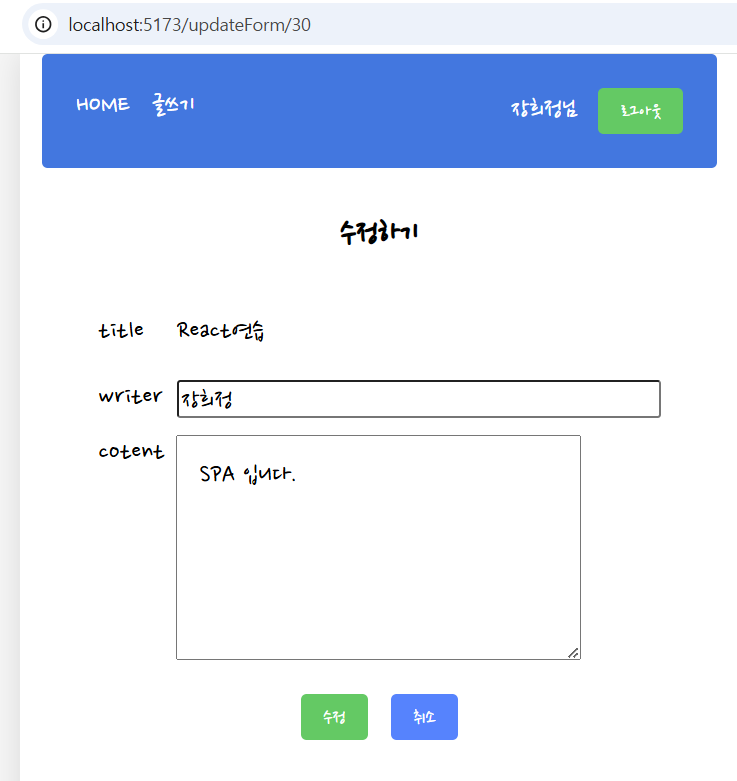 localhost:5173/updateForm/30
HOME 글쓰기 장희정님 로그아웃
수정하기
title React연습
writer 장희정
cotent SPA 입니다.
수정 취소